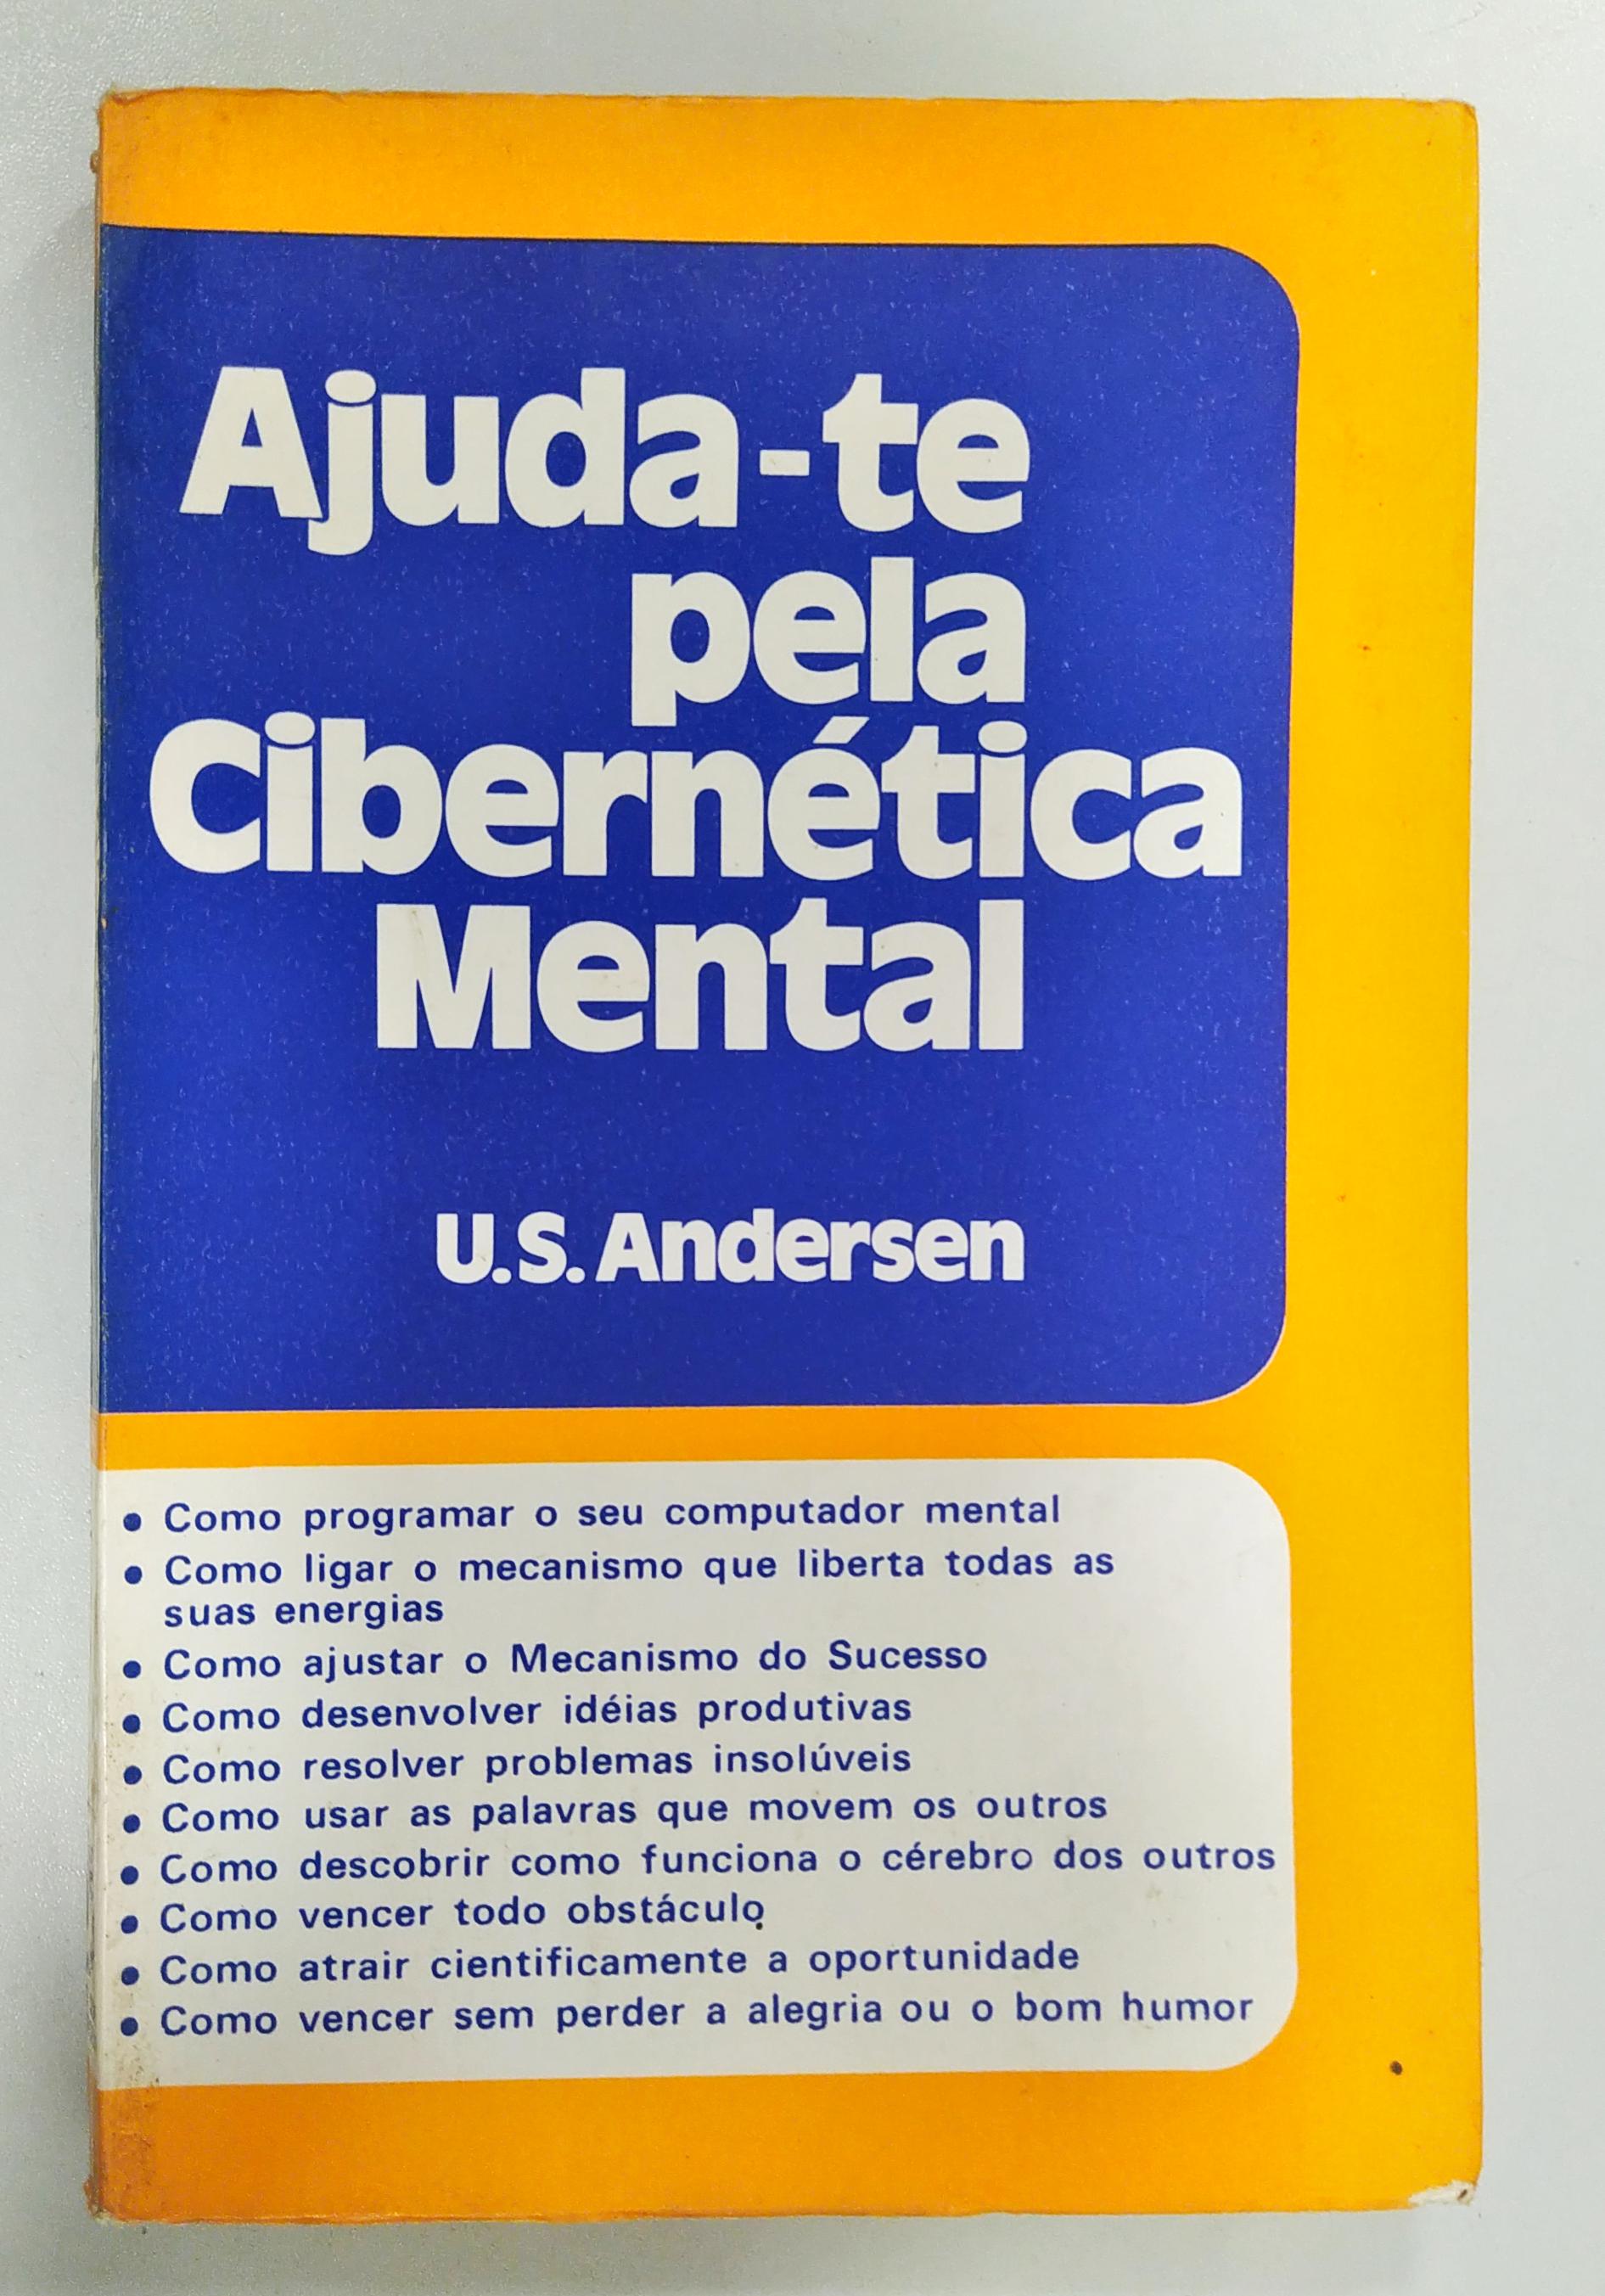 Ajuda-te
pela
Cibernética
Mental
U.S. Andersen
• Como programar o seu computador mental
• Como ligar o mecanismo que liberta todas as
suas energias
• Como ajustar o Mecanismo do Sucesso
• Como desenvolver idéias produtivas
• Como resolver problemas insolúveis
• Como usar as palavras que movem os outros
• Como descobrir como funciona o cérebro dos outros
• Como vencer todo obstáculo
• Como atrair cientificamente a oportunidade
• Como vencer sem perder a alegria ou o bom humor